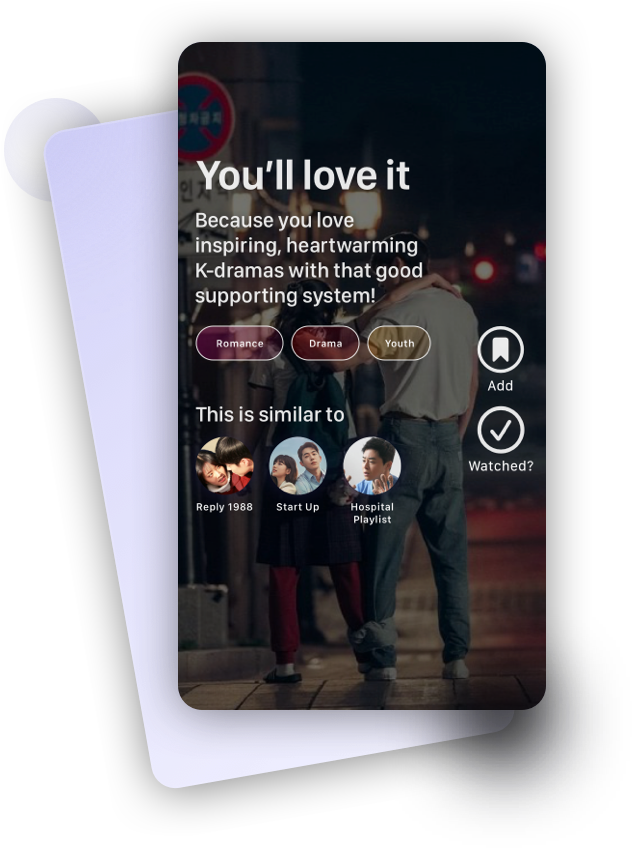 You'll love it
Because you love
inspiring, heartwarming
K-dramas with that good
supporting system!
Romance Drama Youth
Add
This is similar to
Watched?
Reply 1988 Start Up Hospital
Playlist